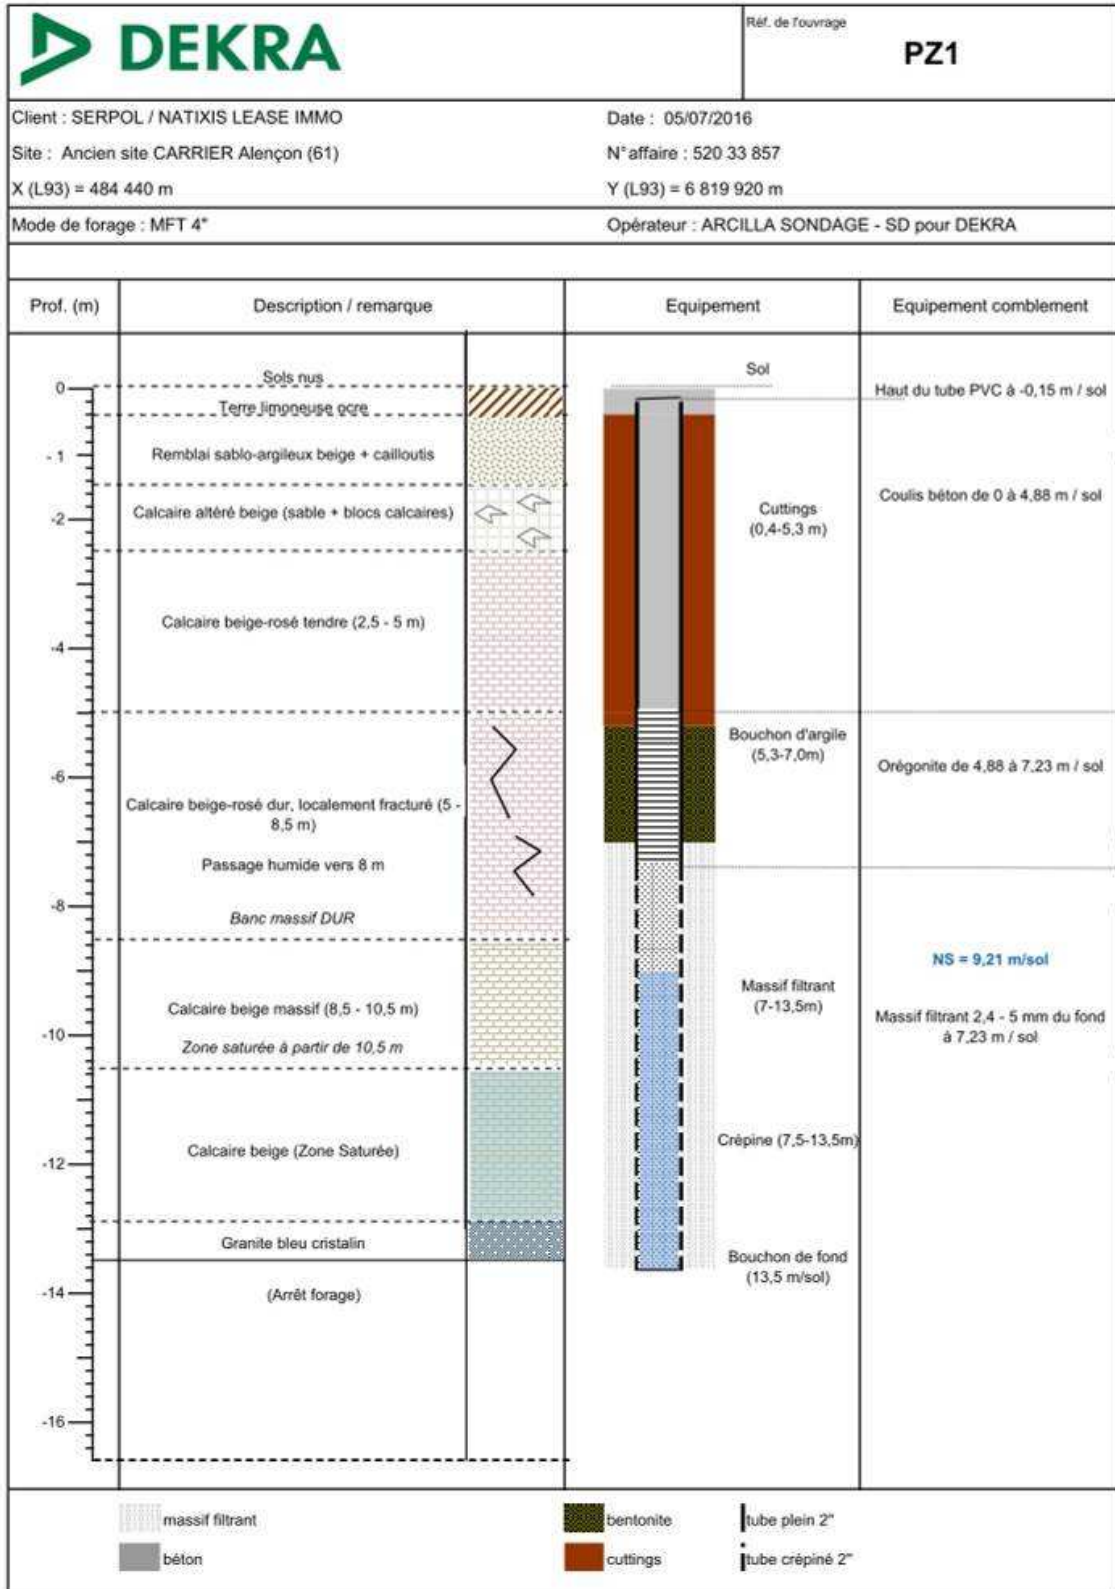 DEKRA
Réf. de l'ouvrage
PZ1
Client : SERPOL / NATIXIS LEASE IMMO
Date : 05/07/2016
Site : Ancien site CARRIER Alençon (61)
N°affaire : 520 33 857
X (L93) = 484 440 m
Y (L93) = 6 819 920 m
Mode de forage : MFT 4"
Opérateur : ARCILLA SONDAGE - SD pour DEKRA
Prof. (m)
Description / remarque
Equipement
Equipement comblement
0
- 1
-2
-4
-6
-8
-10
-12
-14
-16
Sols nus
Terre limoneuse ocre
Remblai sablo-argileux beige + cailloutis
Calcaire altéré beige (sable + blocs calcaires)
Calcaire beige-rosé tendre (2,5 - 5 m)
Calcaire beige-rosé dur, localement fracturé (5 -
8,5 m)
Passage humide vers 8 m
Banc massif DUR
Calcaire beige massif (8,5 - 10,5 m)
Zone saturée à partir de 10,5 m
Calcaire beige (Zone Saturée)
Granite bleu cristalin
(Arrêt forage)
Sol
Cuttings
(0,4-5,3 m)
Bouchon d'argile
(5,3-7,0m)
Massif filtrant
(7-13,5m)
Crépine (7,5-13,5m)
Bouchon de fond
(13,5 m/sol)
Haut du tube PVC à -0,15 m / sol
Coulis béton de 0 à 4,88 m / sol
Orégonite de 4,88 à 7,23 m / sol
NS = 9,21 m/sol
Massif filtrant 2,4 - 5 mm du fond
à 7,23 m / sol
massif filtrant
bentonite
tube plein 2"
béton
cuttings
tube crépiné 2"